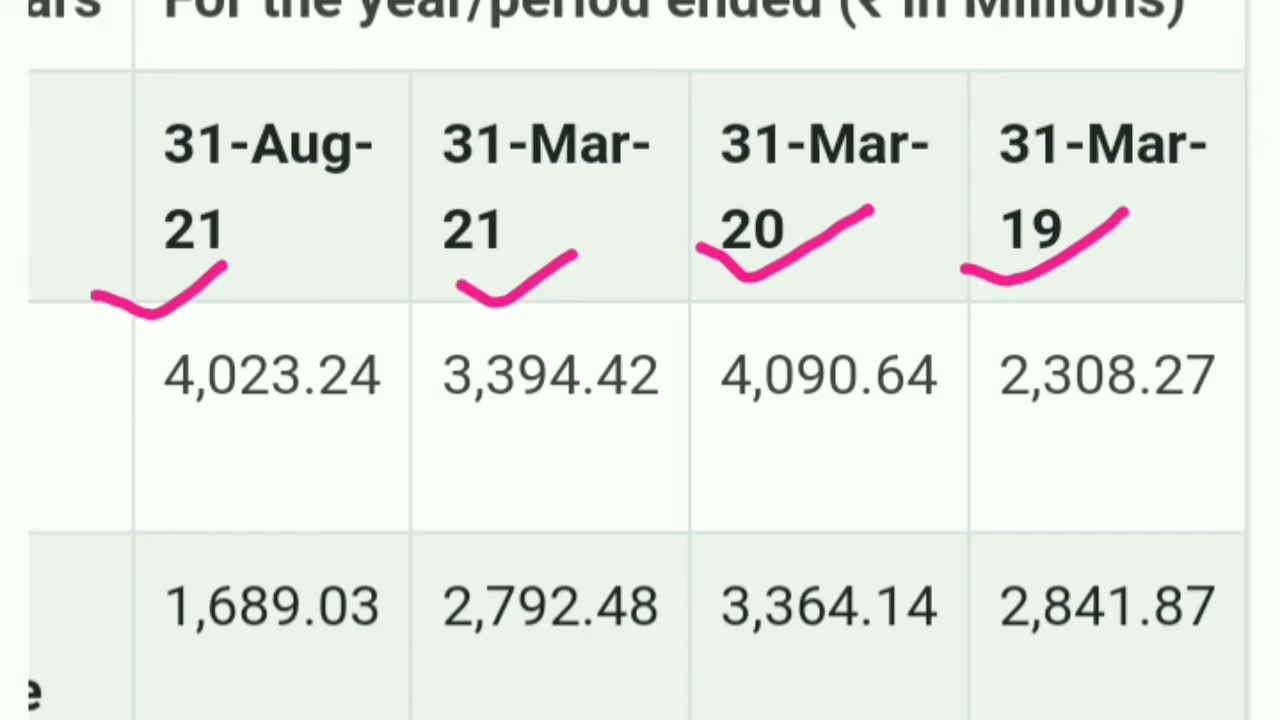 ars For the year/period ended (₹ in Millions)
31-Aug- 31-Mar- 31-Mar- 31-Mar-
21 21 20 19
4,023.24 3,394.42 4,090.64 2,308.27
1,689.03 2,792.48 3,364.14 2,841.87
e